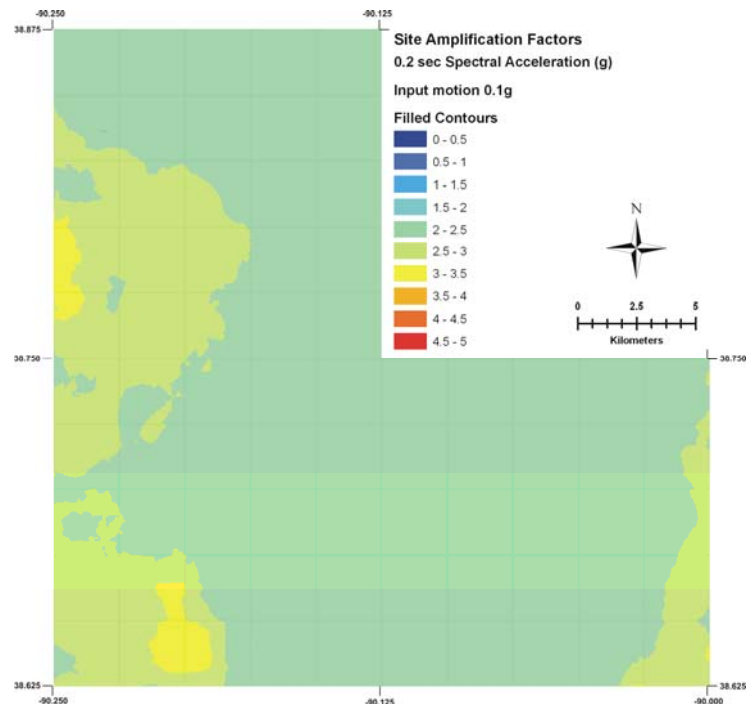 -90.250
-90.125
38.875
Site Amplification Factors
0.2 sec Spectral Acceleration (g)
Input motion 0.1g
Filled Contours
0 - 0.5
0.5 - 1
1 - 1.5
1.5 - 2
2 - 2.5
2.5 - 3
3 - 3.5
3.5 - 4
4 - 4.5
4.5 - 5
N
0 2.5 5
Kilometers
38.750
38.750
38.625
38.625
-90.250
-90.125
-90.000